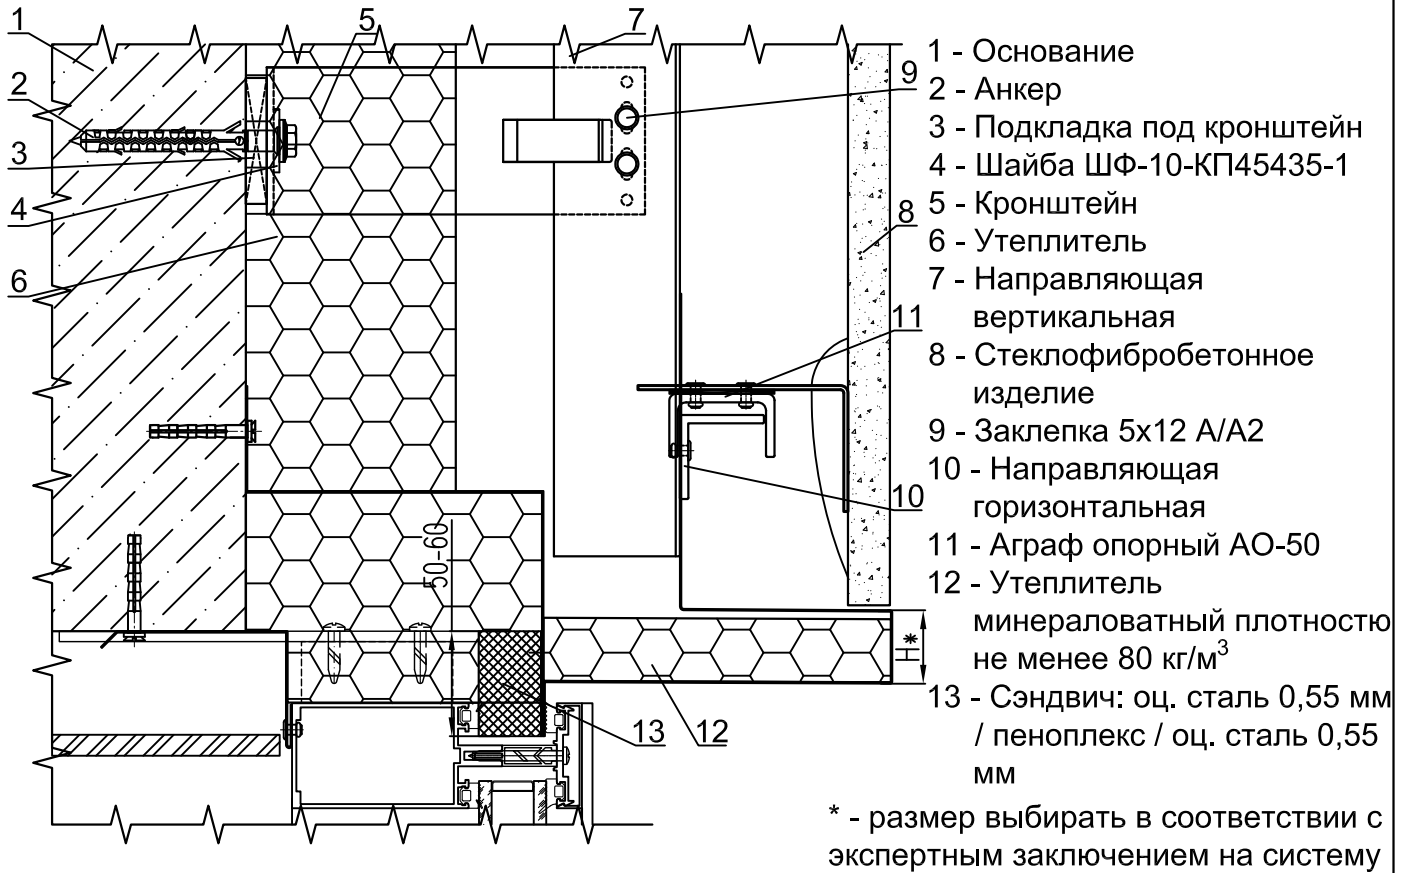 1
2
3
4
6
5
7
9
8
11
10
50-60
H*
13
12
1 - Основание
2 - Анкер
3 - Подкладка под кронштейн
4 - Шайба ШФ-10-КП45435-1
5 - Кронштейн
6 - Утеплитель
7 - Направляющая
вертикальная
8 - Стеклофибробетонное
изделие
9 - Заклепка 5х12 А/А2
10 - Направляющая
горизонтальная
11 - Аграф опорный АО-50
12 - Утеплитель
минераловатный плотностю
не менее 80 кг/м³
13 - Сэндвич: оц. сталь 0,55 мм
/ пеноплекс / оц. сталь 0,55
мм
* - размер выбирать в соответствии с
экспертным заключением на систему